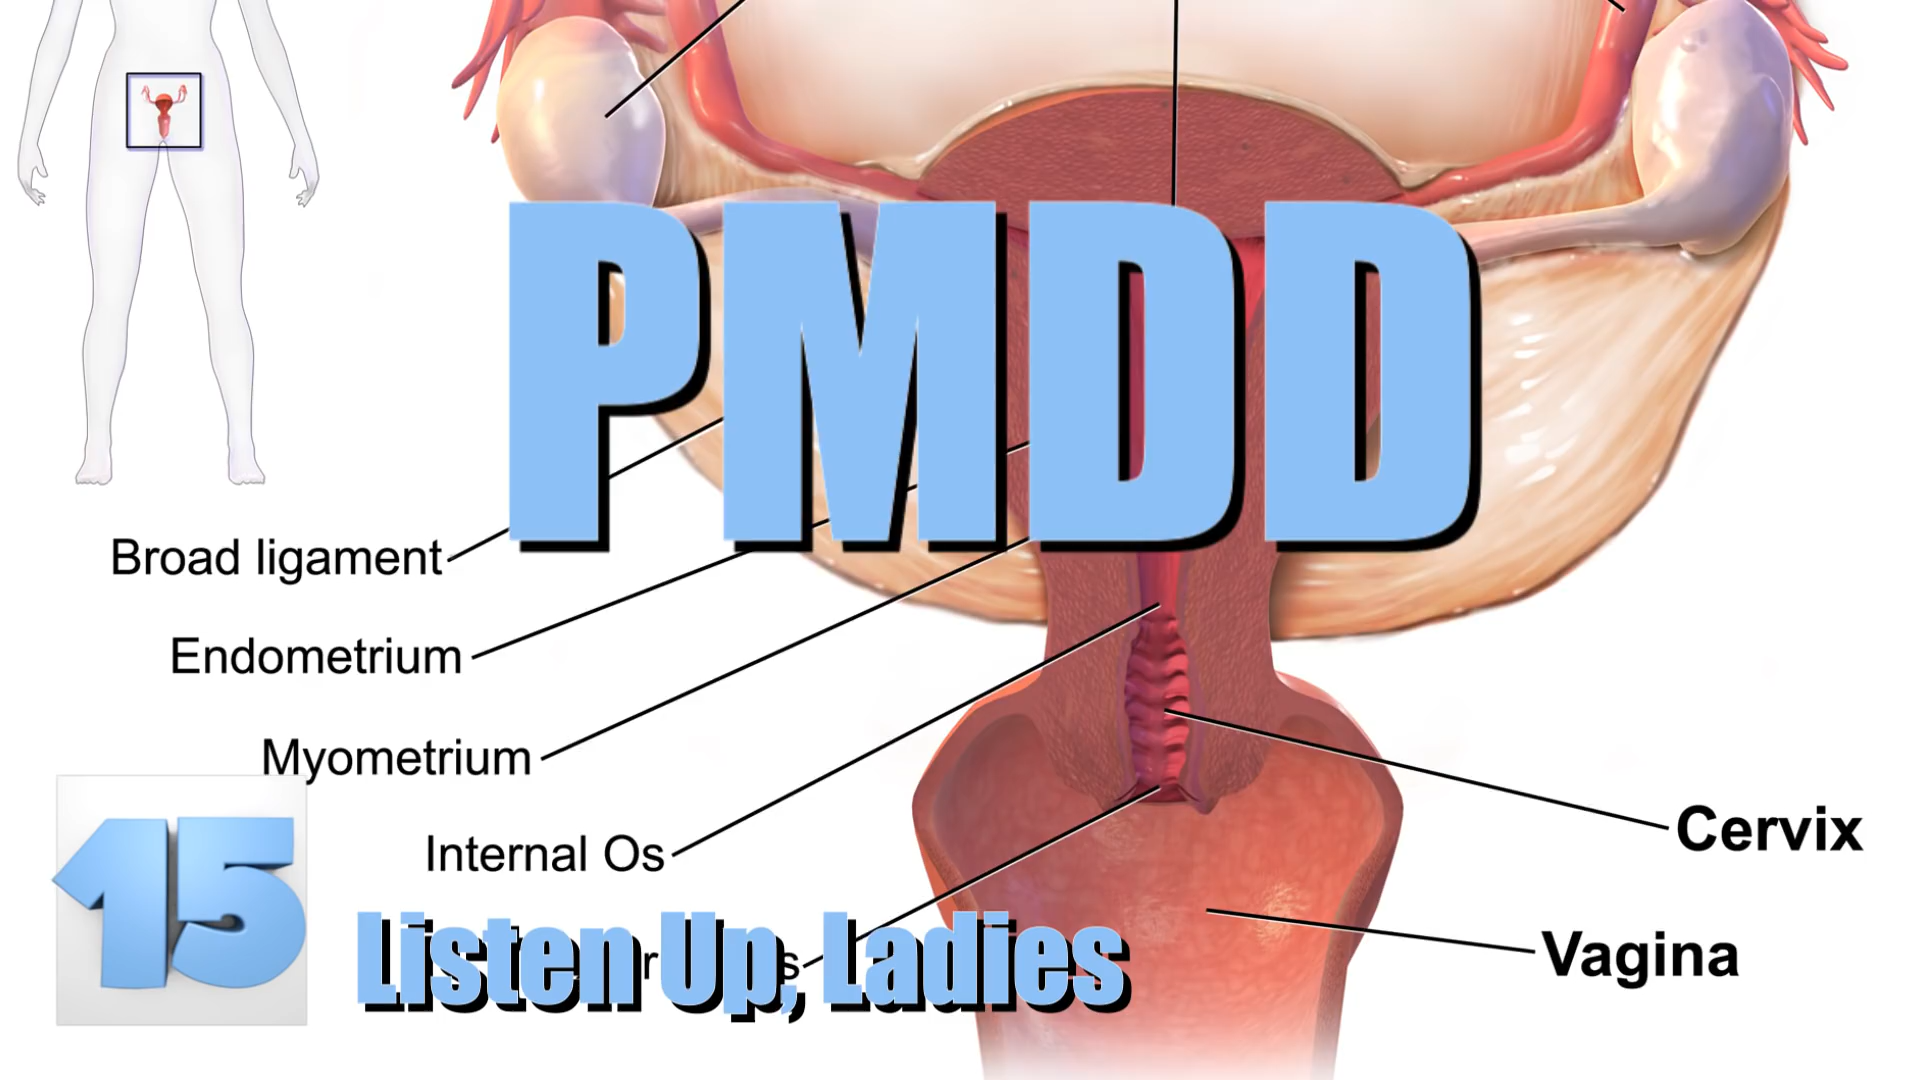 PMDD
Broad ligament
Endometrium
Myometrium
Internal Os
Cervix
Vagina
15
Listen Up, Ladies